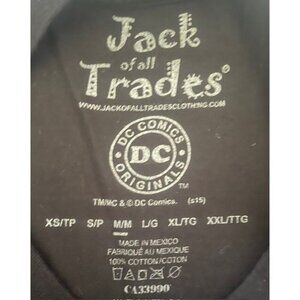 Jack
of all
Trades®
WWW.JACKOFALLTRADESCLOTHING.COM
DC COMICS
DC
ORIGINALS
TM
TM/MC & © DC Comics. (s15)
XS/TP S/P M/M L/G XL/TG XXL/TTG
MADE IN MEXICO
FABRIQUÉ AU MEXIQUE
100% COTTON/COTON
CA33990